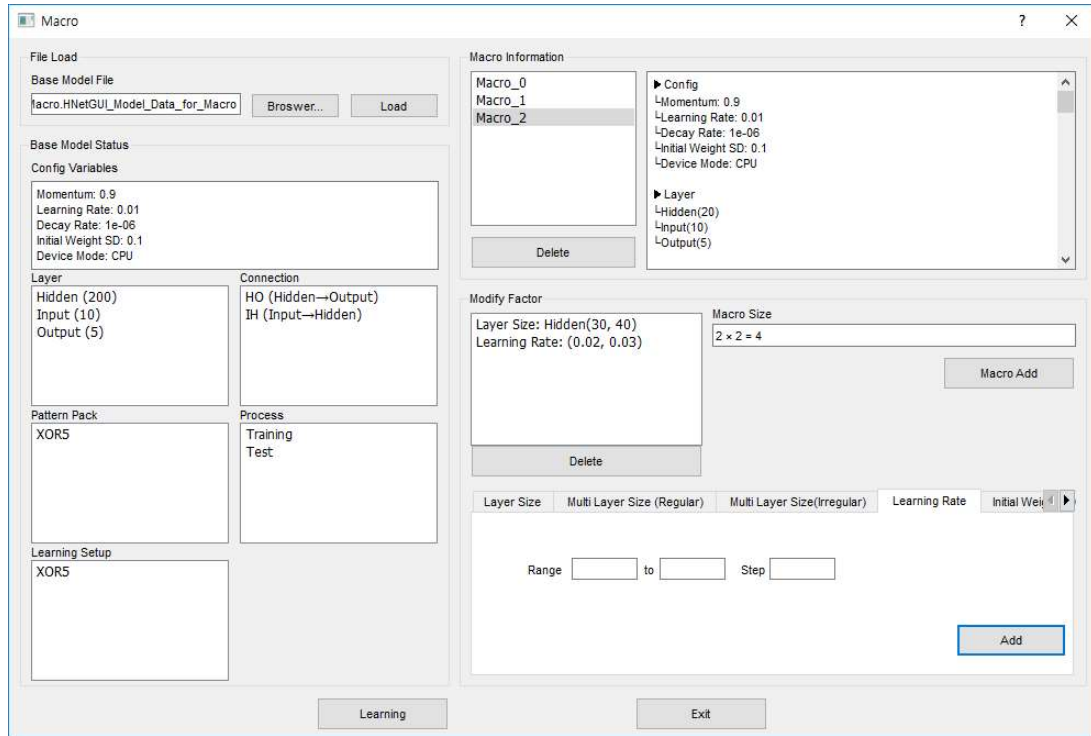 Macro
File Load
Base Model File
Macro.HNetGUI_Model_Data_for_Macro
Broswer...
Load
Base Model Status
Config Variables
Momentum: 0.9
Learning Rate: 0.01
Decay Rate: 1e-06
Initial Weight SD: 0.1
Device Mode: CPU
Layer
Hidden (200)
Input (10)
Output (5)
Connection
HO (Hidden→Output)
IH (Input→Hidden)
Pattern Pack
XOR5
Process
Training
Test
Learning Setup
XOR5
Macro Information
Macro_0
Macro_1
Macro_2
Delete
▶ Config
└Momentum: 0.9
└Learning Rate: 0.01
└Decay Rate: 1e-06
└Initial Weight SD: 0.1
└Device Mode: CPU
▶ Layer
└Hidden(20)
└Input(10)
└Output(5)
Modify Factor
Layer Size: Hidden(30, 40)
Learning Rate: (0.02, 0.03)
Delete
Macro Size
2 × 2 = 4
Macro Add
Layer Size
Multi Layer Size (Regular)
Multi Layer Size(Irregular)
Learning Rate
Initial Wei
Range to Step
Add
Learning
Exit